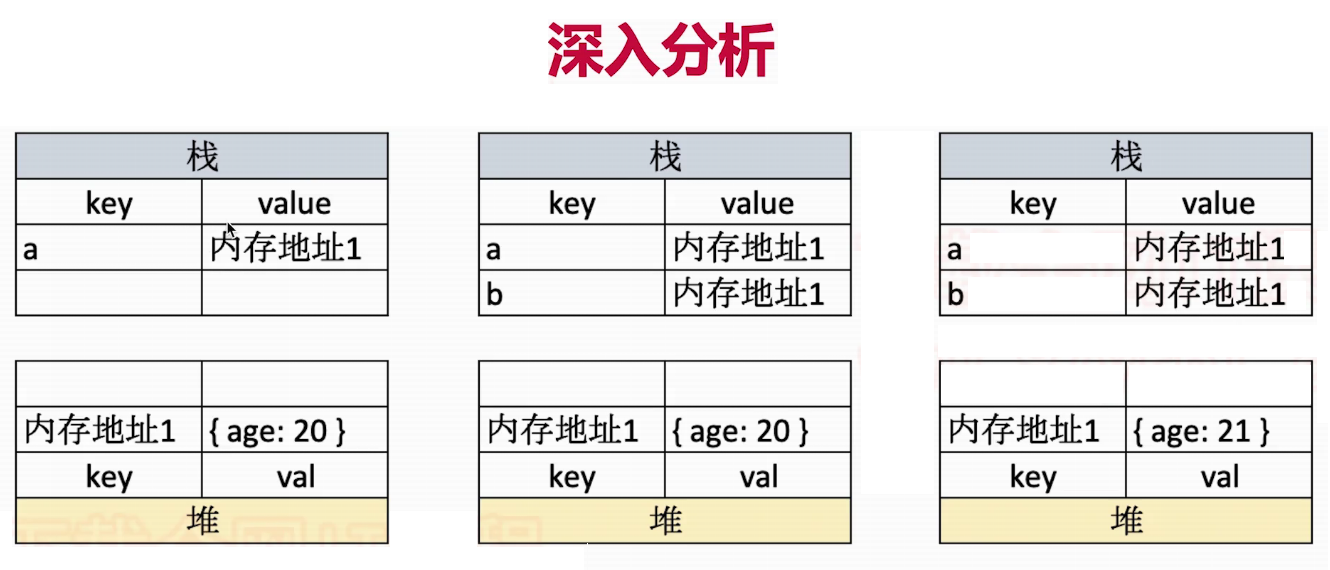 深入分析
栈 栈 栈
key value key value key value
a 内存地址1 a 内存地址1 a 内存地址1
b 内存地址1 b 内存地址1
内存地址1 { age: 20 } 内存地址1 { age: 20 } 内存地址1 { age: 21 }
key val key val key val
堆 堆 堆